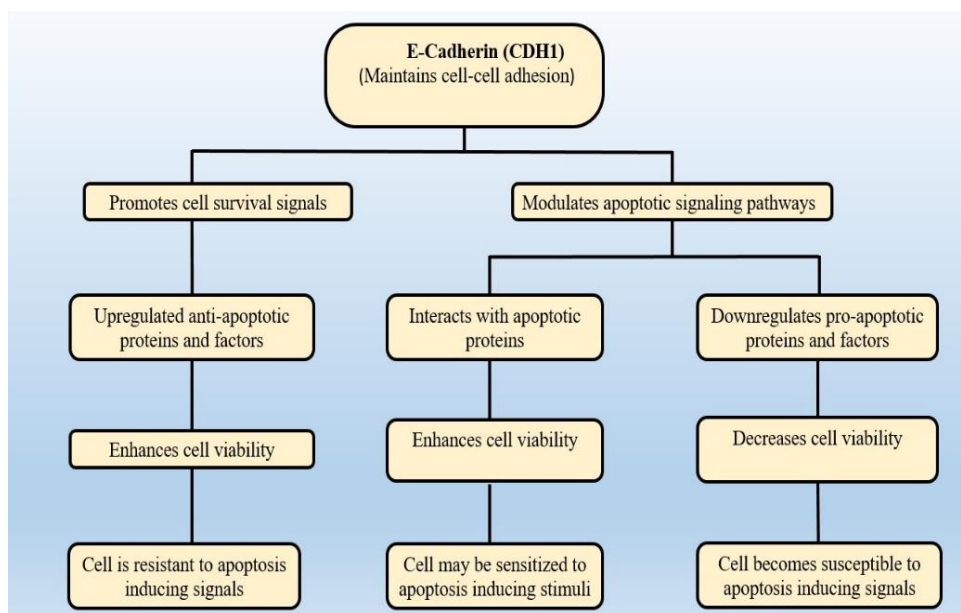 E-Cadherin (CDH1)
(Maintains cell-cell adhesion)
Promotes cell survival signals
Modulates apoptotic signaling pathways
Upregulated anti-apoptotic
proteins and factors
Interacts with apoptotic
proteins
Downregulates pro-apoptotic
proteins and factors
Enhances cell viability
Enhances cell viability
Decreases cell viability
Cell is resistant to apoptosis
inducing signals
Cell may be sensitized to
apoptosis inducing stimuli
Cell becomes susceptible to
apoptosis inducing signals